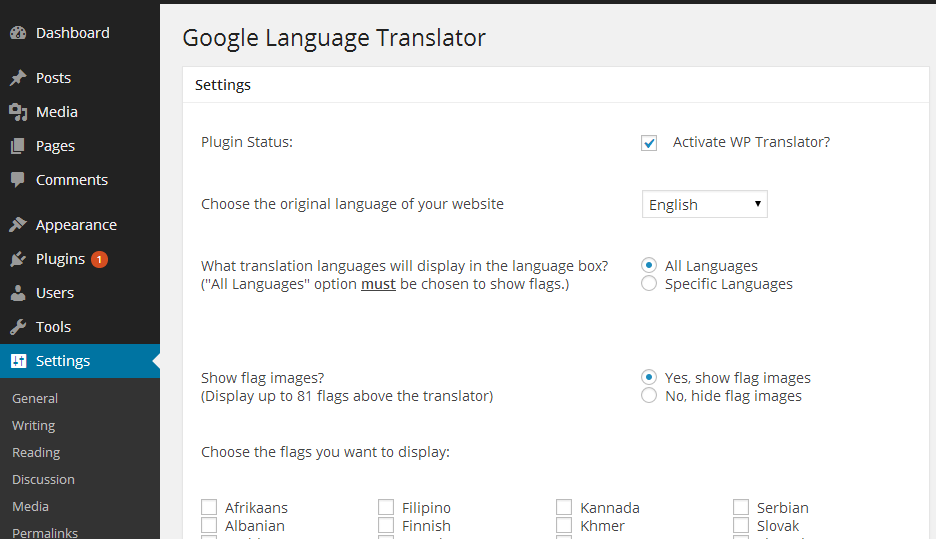 Dashboard
Posts
Media
Pages
Comments
Appearance
Plugins 1
Users
Tools
Settings
General
Writing
Reading
Discussion
Media
Permalinks
Google Language Translator
Settings
Plugin Status:
Activate WP Translator?
Choose the original language of your website
English
What translation languages will display in the language box?
("All Languages" option must be chosen to show flags.)
All Languages
Specific Languages
Show flag images?
(Display up to 81 flags above the translator)
Yes, show flag images
No, hide flag images
Choose the flags you want to display:
Afrikaans Filipino Kannada Serbian
Albanian Finnish Khmer Slovak